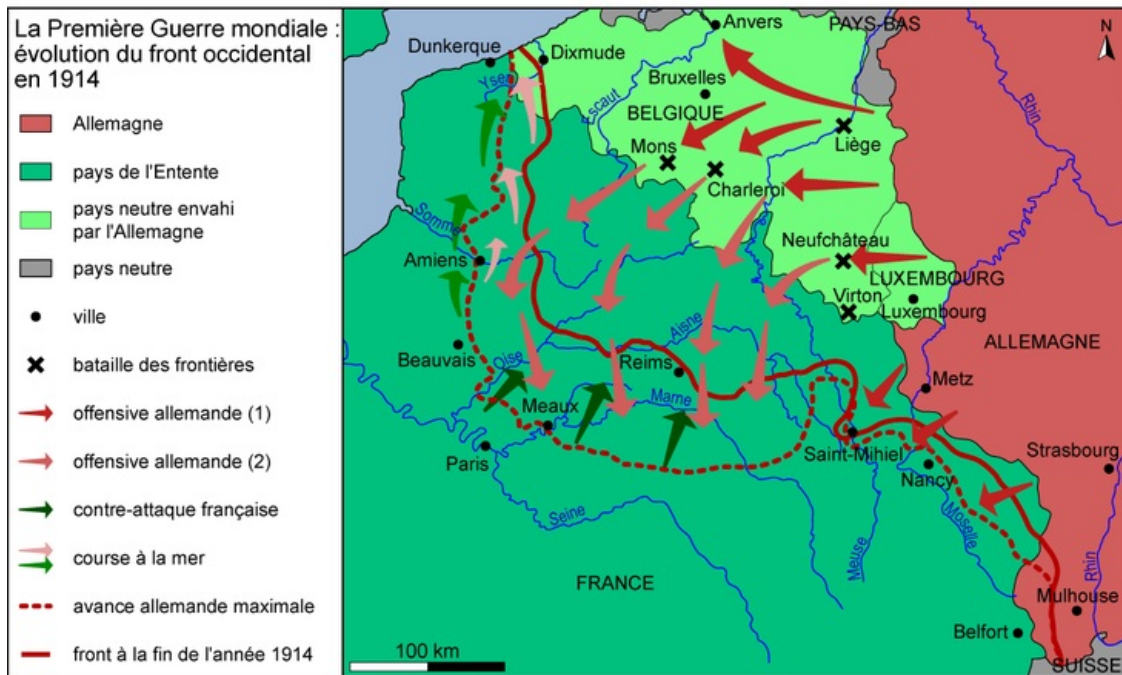 La Première Guerre mondiale :
évolution du front occidental
en 1914
Allemagne
pays de l'Entente
pays neutre envahi
par l'Allemagne
pays neutre
ville
bataille des frontières
offensive allemande (1)
offensive allemande (2)
contre-attaque française
course à la mer
avance allemande maximale
front à la fin de l'année 1914
Anvers
PAYS-BAS
N
Dunkerque
Dixmude
Yser
Escaut
Bruxelles
BELGIQUE
Rhin
Liège
Mons
Charleroi
Somme
Amiens
Neufchâteau
LUXEMBOURG
Luxembourg
Virton
ALLEMAGNE
Beauvais
Oise
Aisne
Reims
Metz
Meaux
Marne
Paris
Saint-Mihiel
Nancy
Strasbourg
Seine
Meuse
Moselle
Rhin
FRANCE
Mulhouse
Belfort
SUISSE
100 km